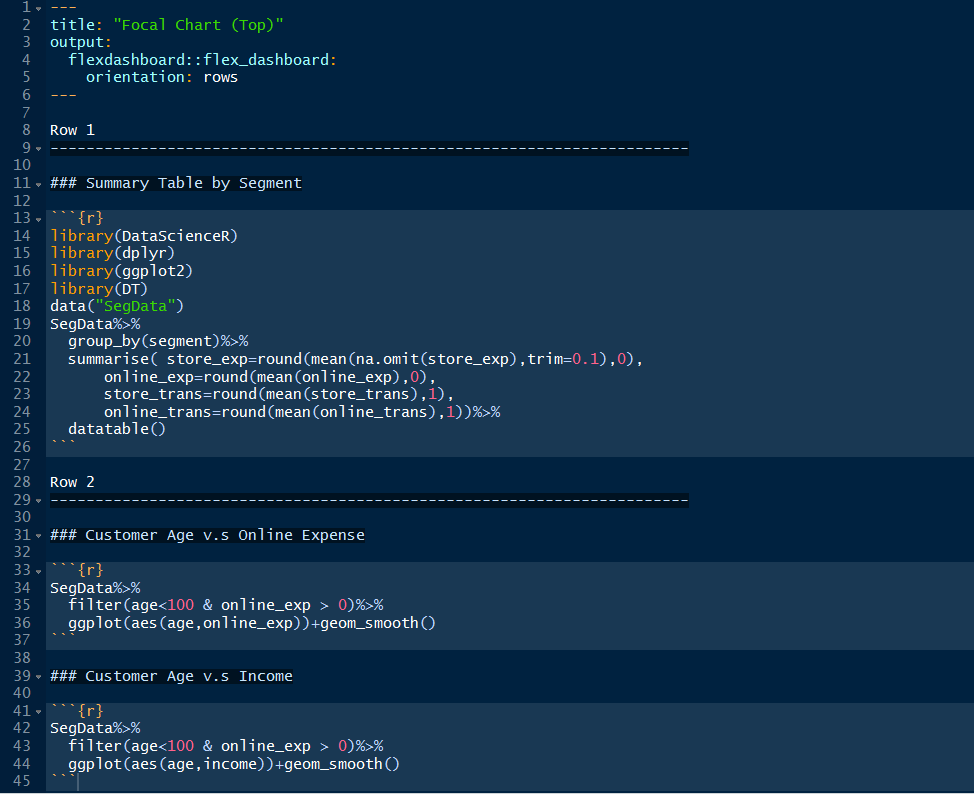 1 ---
2 title: "Focal Chart (Top)"
3 output:
4   flexdashboard::flex_dashboard:
5     orientation: rows
6 ---
7
8 Row 1
9 -----------------------------------------------------------------------
10
11 ### Summary Table by Segment
12
13 ```{r}
14 library(DataScienceR)
15 library(dplyr)
16 library(ggplot2)
17 library(DT)
18 data("SegData")
19 SegData%>%
20   group_by(segment)%>%
21   summarise( store_exp=round(mean(na.omit(store_exp),trim=0.1),0),
22       online_exp=round(mean(online_exp),0),
23       store_trans=round(mean(store_trans),1),
24       online_trans=round(mean(online_trans),1))%>%
25   datatable()
26 ```
27
28 Row 2
29 -----------------------------------------------------------------------
30
31 ### Customer Age v.s Online Expense
32
33 ```{r}
34 SegData%>%
35   filter(age<100 & online_exp > 0)%>%
36   ggplot(aes(age,online_exp))+geom_smooth()
37 ```
38
39 ### Customer Age v.s Income
40
41 ```{r}
42 SegData%>%
43   filter(age<100 & online_exp > 0)%>%
44   ggplot(aes(age,income))+geom_smooth()
45 ```